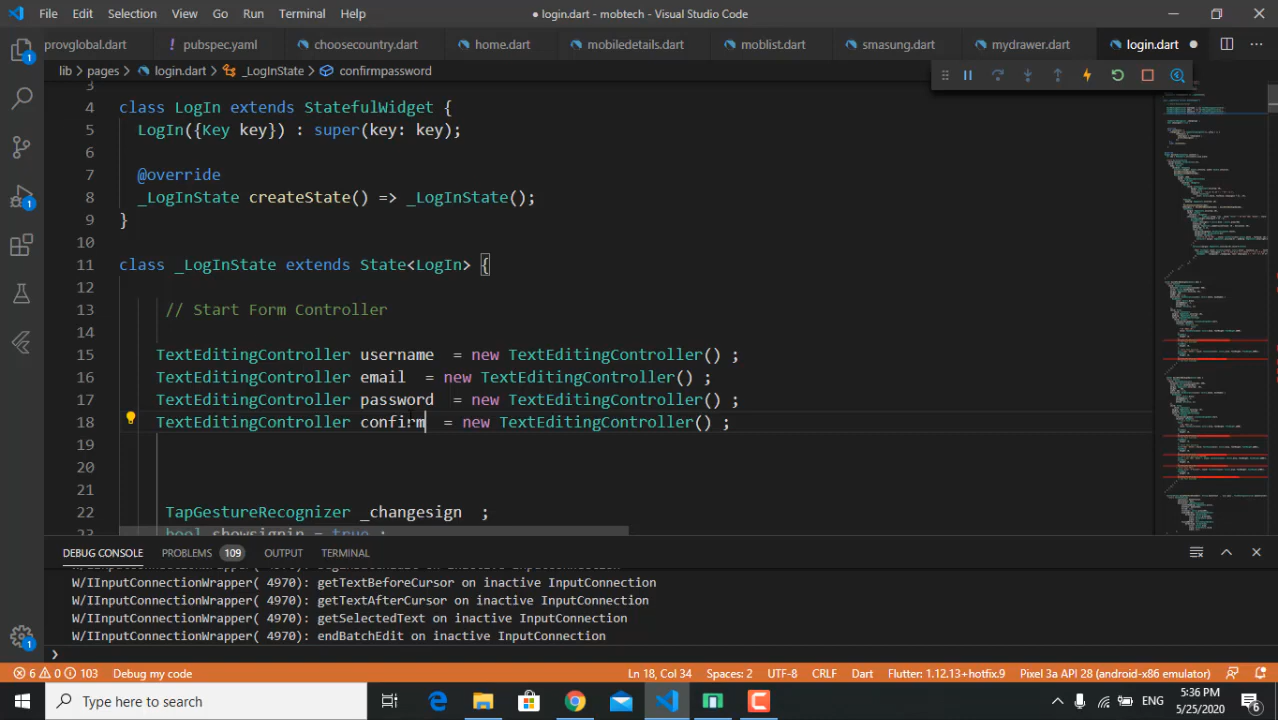 File Edit Selection View Go Run Terminal Help
● login.dart - mobtech - Visual Studio Code
provglobal.dart pubspec.yaml choosecountry.dart home.dart mobiledetails.dart moblist.dart smasung.dart mydrawer.dart login.dart ●
lib > pages > login.dart > _LogInState > confirmpassword
3
4 class LogIn extends StatefulWidget {
5 LogIn({Key key}) : super(key: key);
6
7 @override
8 _LogInState createState() => _LogInState();
9 }
10
11 class _LogInState extends State<LogIn> {
12
13 // Start Form Controller
14
15 TextEditingController username = new TextEditingController() ;
16 TextEditingController email = new TextEditingController() ;
17 TextEditingController password = new TextEditingController() ;
18 TextEditingController confirm = new TextEditingController() ;
19
20
21
22 TapGestureRecognizer _changesign ;
23 bool showsignin = true ;
DEBUG CONSOLE PROBLEMS 109 OUTPUT TERMINAL
W/IInputConnectionWrapper( 4970): getTextBeforeCursor on inactive InputConnection
W/IInputConnectionWrapper( 4970): getTextAfterCursor on inactive InputConnection
W/IInputConnectionWrapper( 4970): getSelectedText on inactive InputConnection
W/IInputConnectionWrapper( 4970): endBatchEdit on inactive InputConnection
>
6 0 103 Debug my code Ln 18, Col 34 Spaces: 2 UTF-8 CRLF Dart Flutter: 1.12.13+hotfix.9 Pixel 3a API 28 (android-x86 emulator)
Type here to search
ENG
5:36 PM
5/25/2020
6